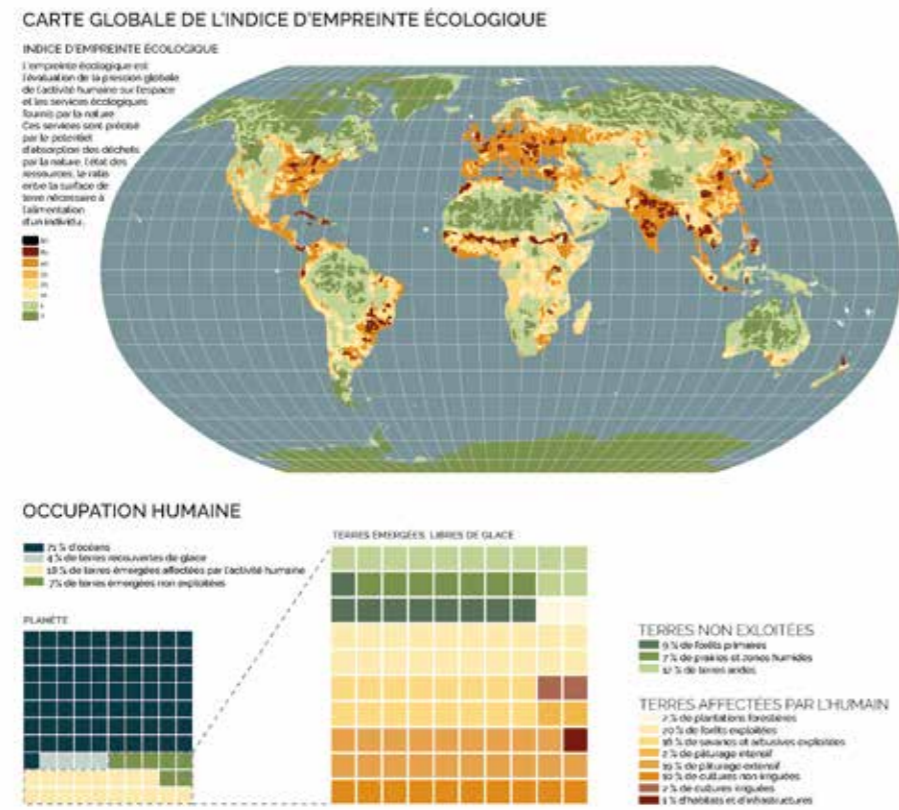 CARTE GLOBALE DE L'INDICE D'EMPREINTE ÉCOLOGIQUE
INDICE D'EMPREINTE ÉCOLOGIQUE
L'empreinte écologique est
l'évaluation de la pression globale
de l'activité humaine sur l'espace
et les services écologiques
fournis par la nature
Ces services sont précisé
par le potentiel
d'absorption des déchets
par la nature, l'état des
ressources, le ratio
entre la surface de
terre nécessaire à
l'alimentation
d'un individu.
OCCUPATION HUMAINE
71 % d'océans
4 % de terres recouvertes de glace
18 % de terres émergées affectées par l'activité humaine
7% de terres émergées non exploitées
PLANÈTE
TERRES ÉMERGÉES, LIBRES DE GLACE
TERRES NON EXLOITÉES
9 % de forêts primaires
7 % de prairies et zones humides
12 % de terres arides
TERRES AFFECTÉES PAR L'HUMAIN
2 % de plantations forestières
20 % de forêts exploitées
16 % de savanes et arbusives exploitées
2 % de pâturage intensif
19 % de pâturage extensif
10 % de cultures non irriguées
2 % de cultures irriguées
1 % d'habitats et d'infrastructures